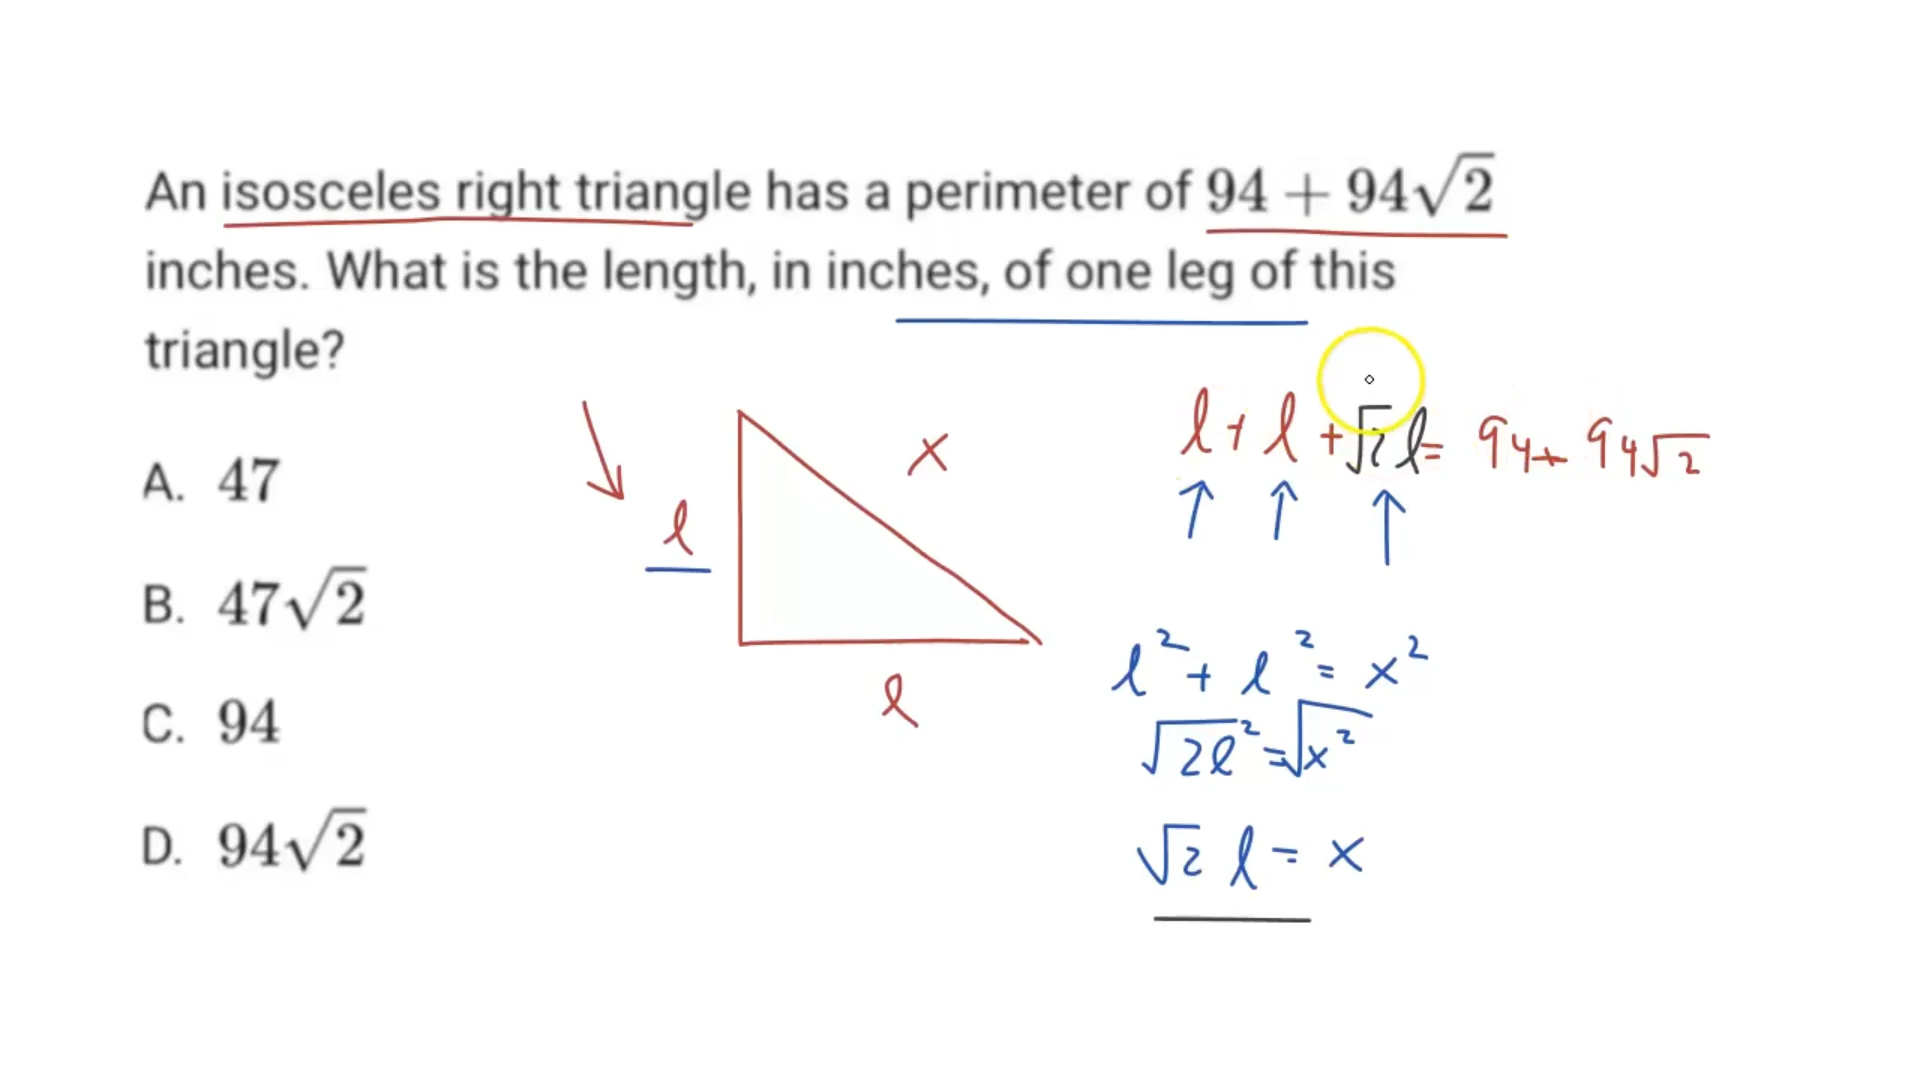 An isosceles right triangle has a perimeter of 94 + 94√2
inches. What is the length, in inches, of one leg of this
triangle?
A. 47
B. 47√2
C. 94
D. 94√2
x
l
l
l + l + √2 l = 94 + 94√2
l² + l² = x²
√2l² = √x²
√2 l = x